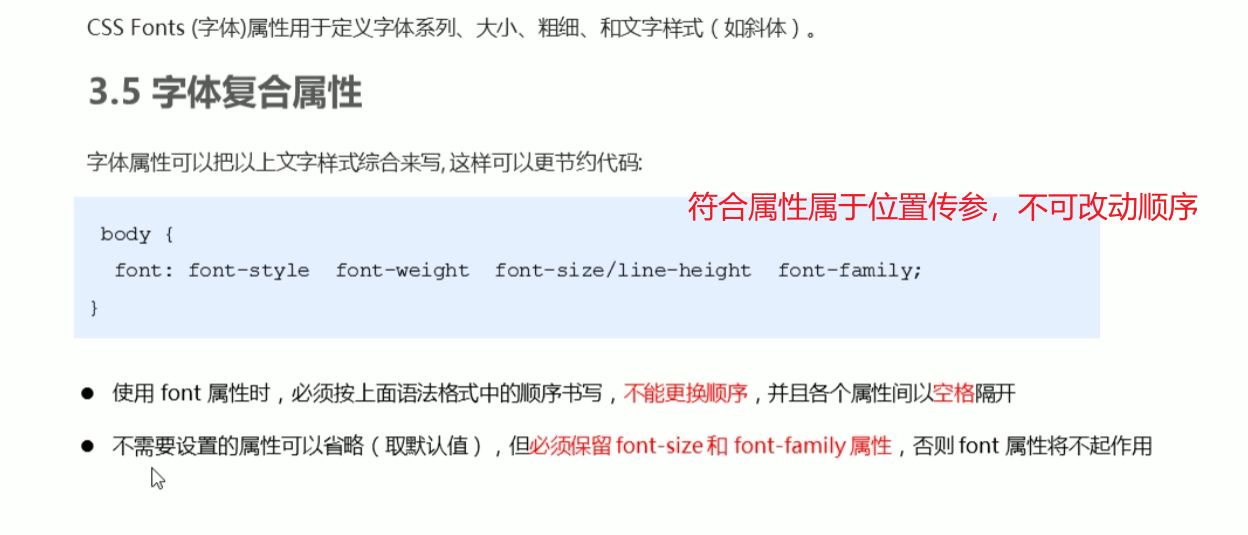 CSS Fonts (字体)属性用于定义字体系列、大小、粗细、和文字样式（如斜体）。
3.5 字体复合属性
字体属性可以把以上文字样式综合来写, 这样可以更节约代码:
符合属性属于位置传参，不可改动顺序
body {
font: font-style font-weight font-size/line-height font-family;
}
● 使用 font 属性时，必须按上面语法格式中的顺序书写，不能更换顺序，并且各个属性间以空格隔开
● 不需要设置的属性可以省略（取默认值），但必须保留 font-size 和 font-family 属性，否则 font 属性将不起作用